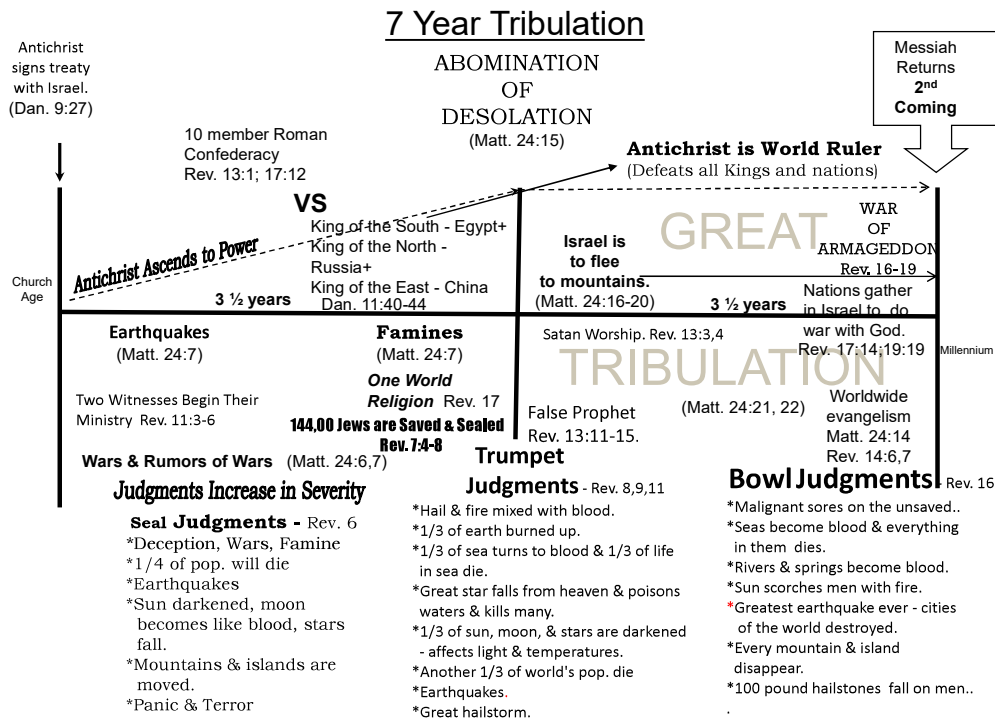 7 Year Tribulation
Antichrist
signs treaty
with Israel.
(Dan. 9:27)
ABOMINATION
OF
DESOLATION
(Matt. 24:15)
Messiah
Returns
2nd
Coming
10 member Roman
Confederacy
Rev. 13:1; 17:12
VS
King of the South - Egypt+
King of the North -
Russia+
King of the East - China
Dan. 11:40-44
Antichrist is World Ruler
(Defeats all Kings and nations)
Antichrist Ascends to Power
Church
Age
3 ½ years
Israel is
to flee
to mountains.
(Matt. 24:16-20)
GREAT
WAR
OF
ARMAGEDDON
Rev. 16-19
3 ½ years
Nations gather
in Israel to do
war with God.
Rev. 17:14;19:19
Millennium
Earthquakes
(Matt. 24:7)
Famines
(Matt. 24:7)
One World
Religion Rev. 17
Two Witnesses Begin Their
Ministry Rev. 11:3-6
144,00 Jews are Saved & Sealed
Rev. 7:4-8
Wars & Rumors of Wars (Matt. 24:6,7)
Satan Worship. Rev. 13:3,4
TRIBULATION
(Matt. 24:21, 22)
False Prophet
Rev. 13:11-15.
Worldwide
evangelism
Matt. 24:14
Rev. 14:6,7
Judgments Increase in Severity
Seal Judgments - Rev. 6
*Deception, Wars, Famine
*1/4 of pop. will die
*Earthquakes
*Sun darkened, moon
becomes like blood, stars
fall.
*Mountains & islands are
moved.
*Panic & Terror
Trumpet
Judgments - Rev. 8,9,11
*Hail & fire mixed with blood.
*1/3 of earth burned up.
*1/3 of sea turns to blood & 1/3 of life
in sea die.
*Great star falls from heaven & poisons
waters & kills many.
*1/3 of sun, moon, & stars are darkened
- affects light & temperatures.
*Another 1/3 of world's pop. die
*Earthquakes.
*Great hailstorm.
Bowl Judgments - Rev. 16
*Malignant sores on the unsaved..
*Seas become blood & everything
in them dies.
*Rivers & springs become blood.
*Sun scorches men with fire.
*Greatest earthquake ever - cities
of the world destroyed.
*Every mountain & island
disappear.
*100 pound hailstones fall on men..
.